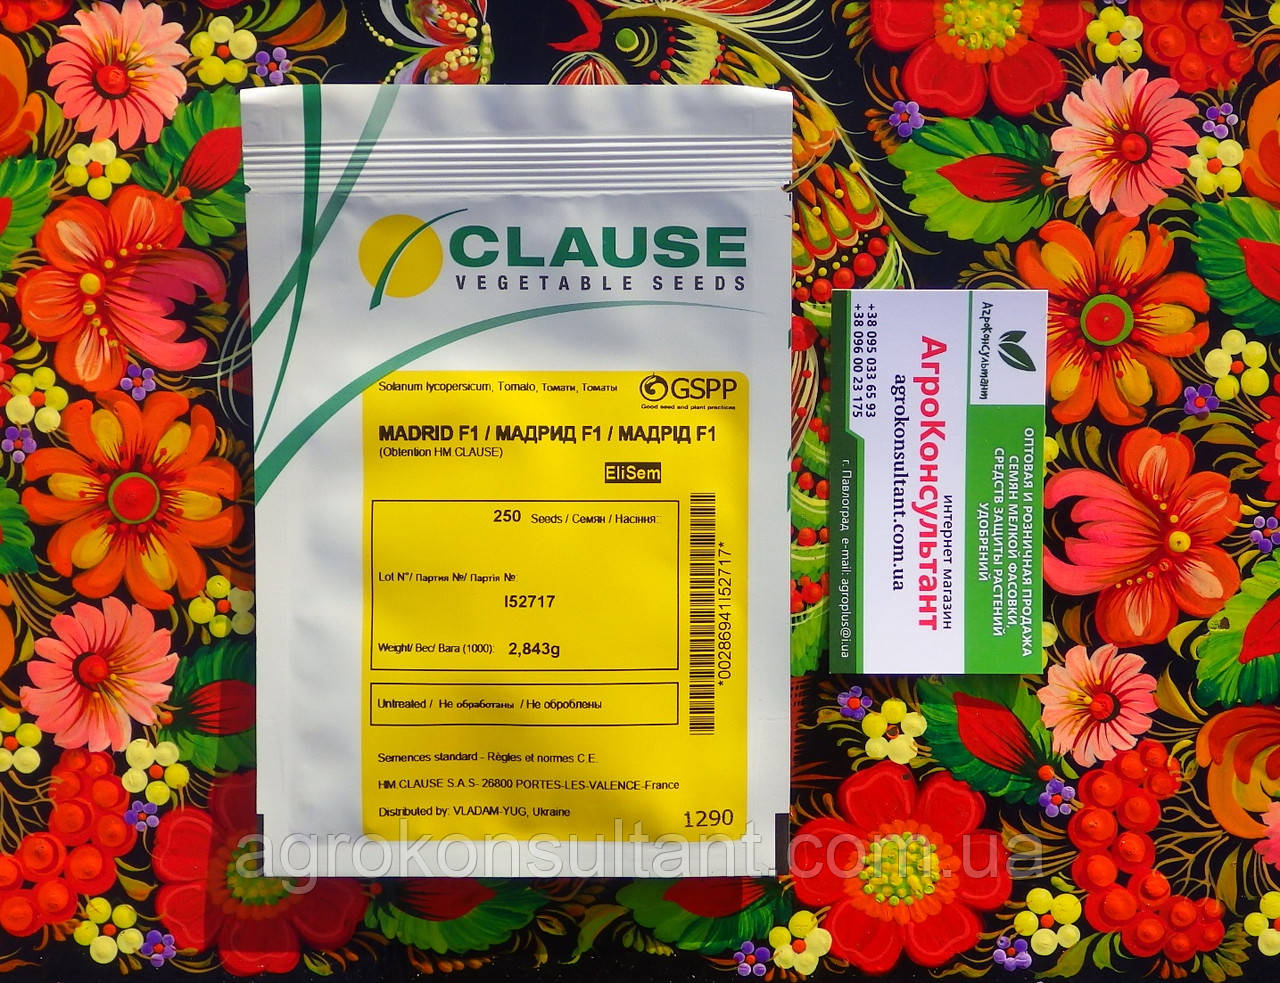 CLAUSE
VEGETABLE SEEDS
Solanum lycopersicum, Tomato, Томати, Томаты
GSPP
Good seed and plant practices
MADRID F1 / МАДРИД F1 / МАДРІД F1
(Obtention HM CLAUSE)
EliSem
250 Seeds / Семян / Насіння:
Lot N°/ Партия №/ Партія №
I52717
Weight/ Вес/ Вага (1000): 2,843g
*00286941I52717*
Untreated / Не обработаны / Не оброблены
Semences standard - Règles et normes C.E.
HM.CLAUSE S.A.S- 26800 PORTES-LES-VALENCE-France
Distributed by: VLADAM-YUG, Ukraine
1290
АгроКонсультант
ОПТОВАЯ И РОЗНИЧНАЯ ПРОДАЖА
СЕМЯН МЕЛКОЙ ФАСОВКИ,
СРЕДСТВ ЗАЩИТЫ РАСТЕНИЙ
УДОБРЕНИЙ
интернет магазин
АгроКонсультант
agrokonsultant.com.ua
+38 095 033 65 93
+38 096 00 23 175
г. Павлоград e-mail: agroplus@i.ua
agrokonsultant.com.ua